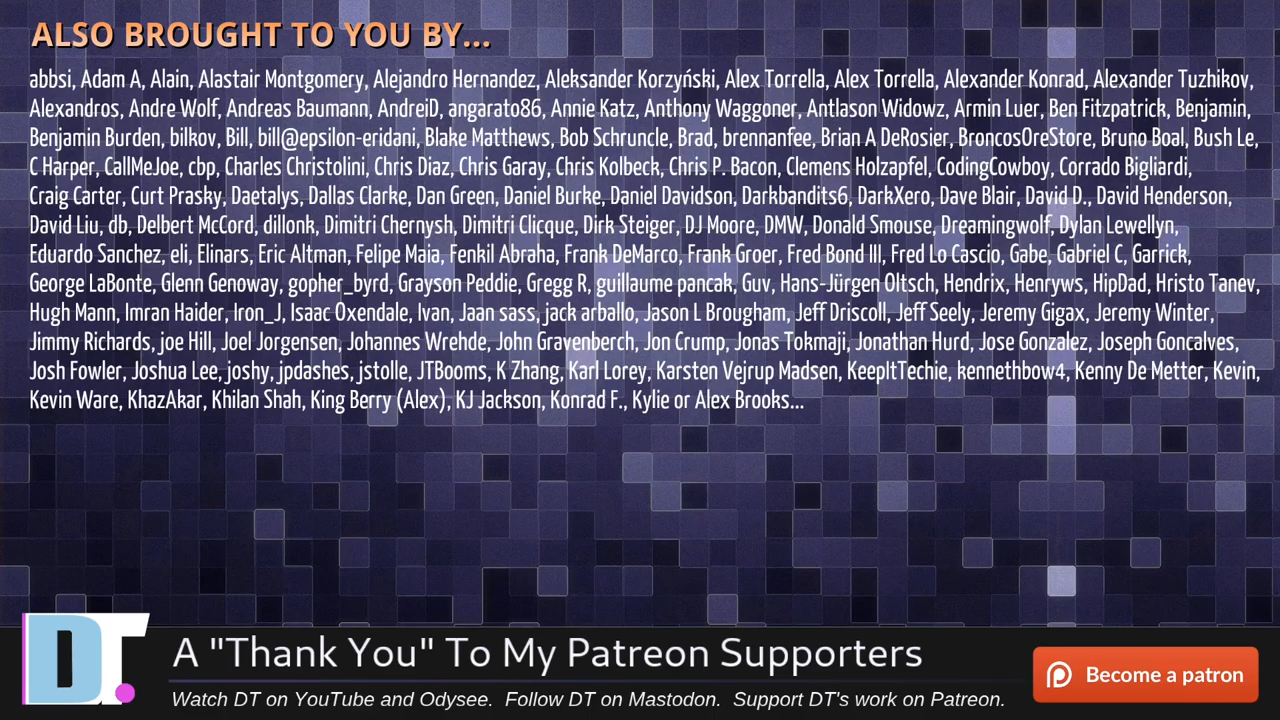 ALSO BROUGHT TO YOU BY...
abbsi, Adam A, Alain, Alastair Montgomery, Alejandro Hernandez, Aleksander Korzyński, Alex Torrella, Alex Torrella, Alexander Konrad, Alexander Tuzhikov,
Alexandros, Andre Wolf, Andreas Baumann, AndreiD, angarato86, Annie Katz, Anthony Waggoner, Antlason Widowz, Armin Luer, Ben Fitzpatrick, Benjamin,
Benjamin Burden, bilkov, Bill, bill@epsilon-eridani, Blake Matthews, Bob Schruncle, Brad, brennanfee, Brian A DeRosier, BroncosOreStore, Bruno Boal, Bush Le,
C Harper, CallMeJoe, cbp, Charles Christolini, Chris Diaz, Chris Garay, Chris Kolbeck, Chris P. Bacon, Clemens Holzapfel, CodingCowboy, Corrado Bigliardi,
Craig Carter, Curt Prasky, Daetalys, Dallas Clarke, Dan Green, Daniel Burke, Daniel Davidson, Darkbandits6, DarkXero, Dave Blair, David D., David Henderson,
David Liu, db, Delbert McCord, dillonk, Dimitri Chernysh, Dimitri Clicque, Dirk Steiger, DJ Moore, DMW, Donald Smouse, Dreamingwolf, Dylan Lewellyn,
Eduardo Sanchez, eli, Elinars, Eric Altman, Felipe Maia, Fenkil Abraha, Frank DeMarco, Frank Groer, Fred Bond III, Fred Lo Cascio, Gabe, Gabriel C, Garrick,
George LaBonte, Glenn Genoway, gopher_byrd, Grayson Peddie, Gregg R, guillaume pancak, Guv, Hans-Jürgen Oltsch, Hendrix, Henryws, HipDad, Hristo Tanev,
Hugh Mann, Imran Haider, Iron_J, Isaac Oxendale, Ivan, Jaan sass, jack arballo, Jason L Brougham, Jeff Driscoll, Jeff Seely, Jeremy Gigax, Jeremy Winter,
Jimmy Richards, joe Hill, Joel Jorgensen, Johannes Wrehde, John Gravenberch, Jon Crump, Jonas Tokmaji, Jonathan Hurd, Jose Gonzalez, Joseph Goncalves,
Josh Fowler, Joshua Lee, joshy, jpdashes, jstolle, JTBooms, K Zhang, Karl Lorey, Karsten Vejrup Madsen, KeepItTechie, kennethbow4, Kenny De Metter, Kevin,
Kevin Ware, KhazAkar, Khilan Shah, King Berry (Alex), KJ Jackson, Konrad F., Kylie or Alex Brooks...
DT
A "Thank You" To My Patreon Supporters
Become a patron
Watch DT on YouTube and Odysee. Follow DT on Mastodon. Support DT's work on Patreon.